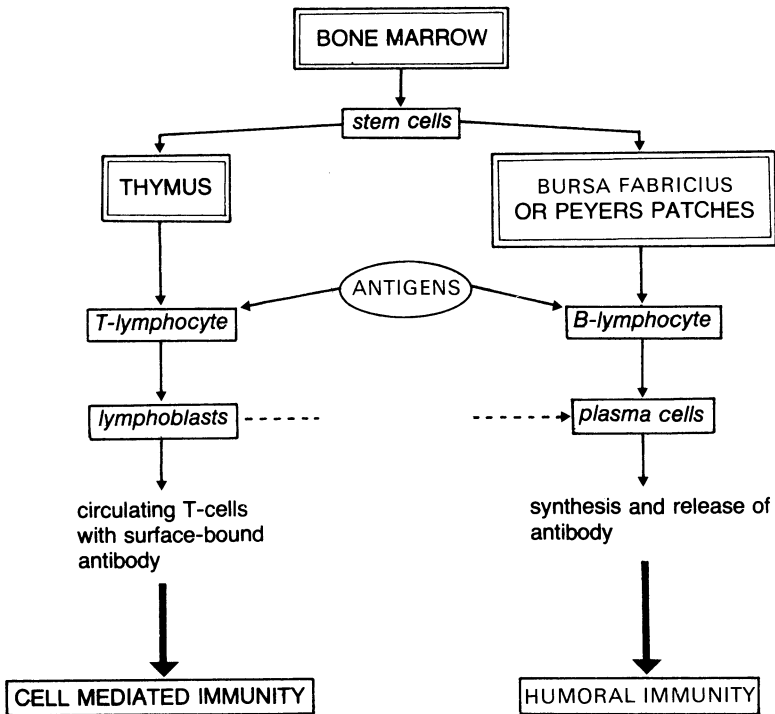 BONE MARROW
stem cells
THYMUS
BURSA FABRICIUS
OR PEYERS PATCHES
ANTIGENS
T-lymphocyte
B-lymphocyte
lymphoblasts
plasma cells
circulating T-cells
with surface-bound
antibody
synthesis and release of
antibody
CELL MEDIATED IMMUNITY
HUMORAL IMMUNITY